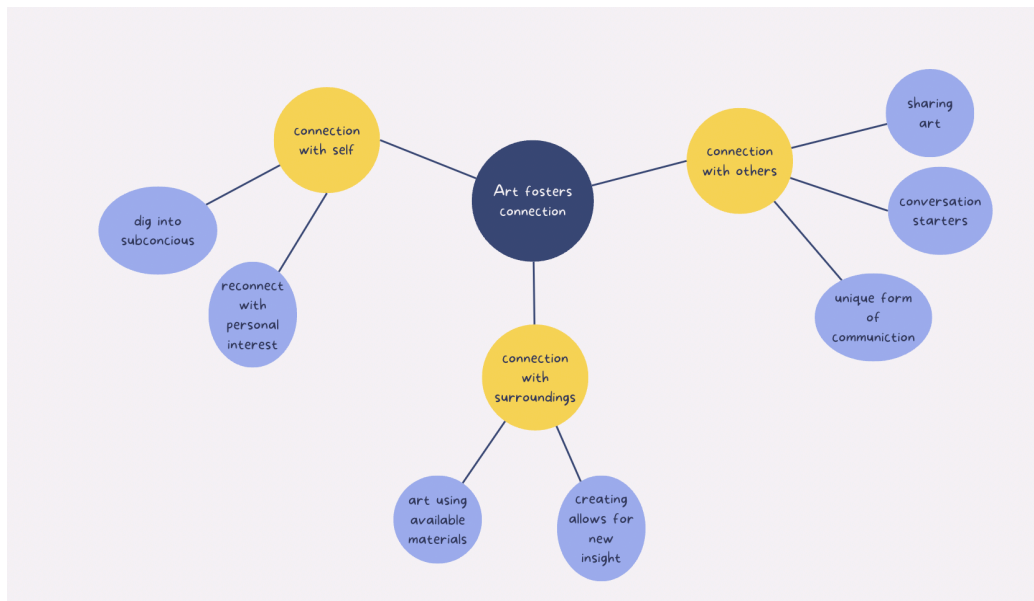 Art fosters
connection
connection
with self
dig into
subconcious
reconnect
with
personal
interest
connection
with others
sharing
art
conversation
starters
unique form
of
communiction
connection
with
surroundings
art using
available
materials
creating
allows for
new
insight